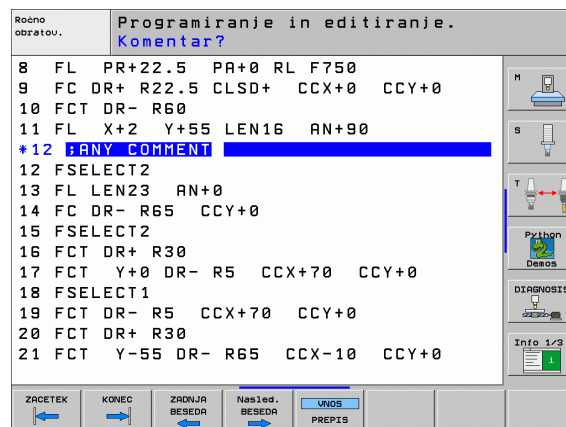 Ročno
obratov.
Programiranje in editiranje.
Komentar?
8 FL PR+22.5 PA+0 RL F750
9 FC DR+ R22.5 CLSD+ CCX+0 CCY+0
10 FCT DR- R60
11 FL X+2 Y+55 LEN16 AN+90
*12 ;ANY COMMENT
12 FSELECT2
13 FL LEN23 AN+0
14 FC DR- R65 CCY+0
15 FSELECT2
16 FCT DR+ R30
17 FCT Y+0 DR- R5 CCX+70 CCY+0
18 FSELECT1
19 FCT DR- R5 CCX+70 CCY+0
20 FCT DR+ R30
21 FCT Y-55 DR- R65 CCX-10 CCY+0
M
S
T
Python
Demos
DIAGNOSIS
Info 1/3
i
ZACETEK
KONEC
ZADNJA
BESEDA
Nasled.
BESEDA
VNOS
PREPIS